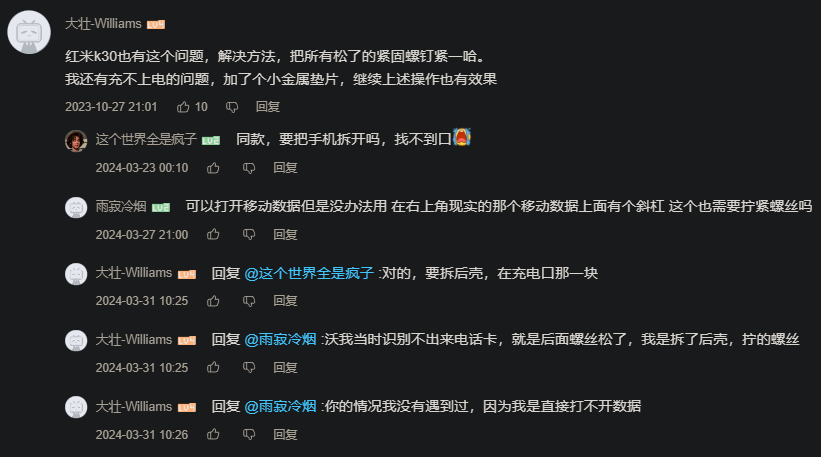 大壮-Williams LV4
红米k30也有这个问题，解决方法，把所有松了的紧固螺钉紧一哈。
我还有充不上电的问题，加了个小金属垫片，继续上述操作也有效果
2023-10-27 21:01 10 回复
这个世界全是疯子 LV2 同款，要把手机拆开吗，找不到口
2024-03-23 00:10 回复
雨寂冷烟 LV2 可以打开移动数据但是没办法用 在右上角现实的那个移动数据上面有个斜杠 这个也需要拧紧螺丝吗
2024-03-27 21:00 回复
大壮-Williams LV4 回复 @这个世界全是疯子 :对的，要拆后壳，在充电口那一块
2024-03-31 10:25 回复
大壮-Williams LV4 回复 @雨寂冷烟 :沃我当时识别不出来电话卡，就是后面螺丝松了，我是拆了后壳，拧的螺丝
2024-03-31 10:25 回复
大壮-Williams LV4 回复 @雨寂冷烟 :你的情况我没有遇到过，因为我是直接打不开数据
2024-03-31 10:26 回复